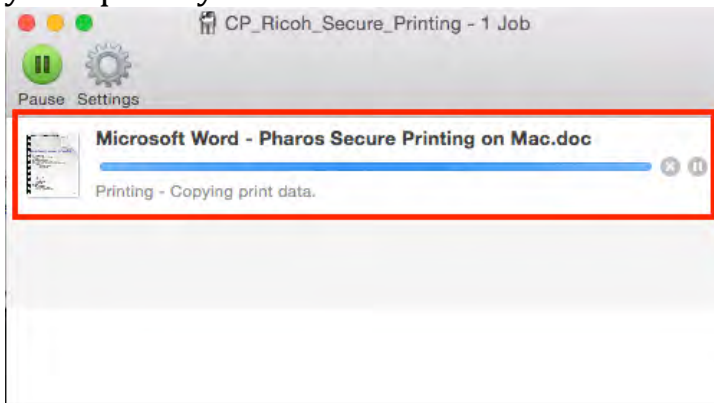 CP_Ricoh_Secure_Printing - 1 Job
Pause Settings
Microsoft Word - Pharos Secure Printing on Mac.doc
Printing - Copying print data.